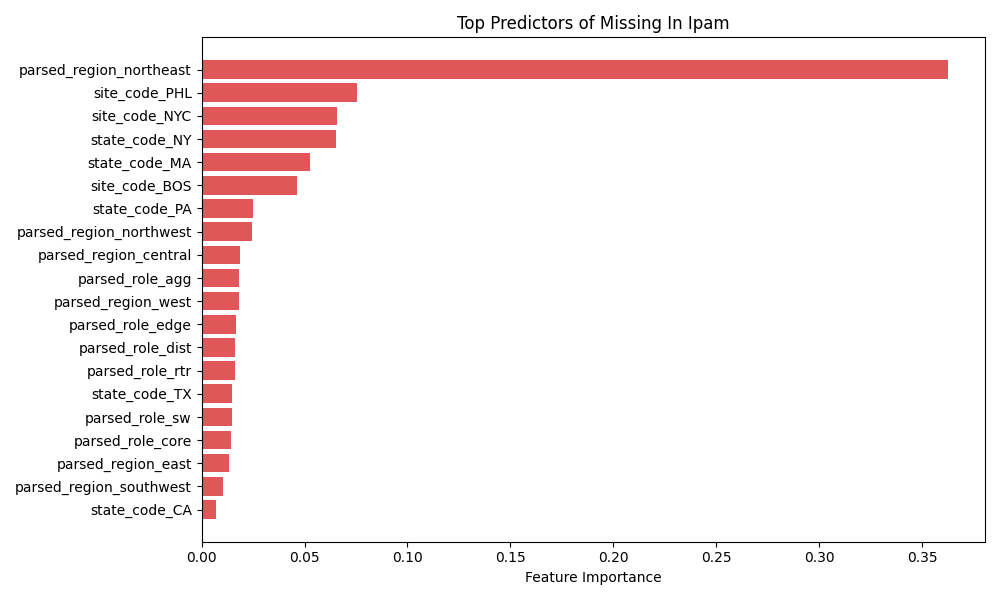 Top Predictors of Missing In Ipam
parsed_region_northeast
site_code_PHL
site_code_NYC
state_code_NY
state_code_MA
site_code_BOS
state_code_PA
parsed_region_northwest
parsed_region_central
parsed_role_agg
parsed_region_west
parsed_role_edge
parsed_role_dist
parsed_role_rtr
state_code_TX
parsed_role_sw
parsed_role_core
parsed_region_east
parsed_region_southwest
state_code_CA
0.00 0.05 0.10 0.15 0.20 0.25 0.30 0.35
Feature Importance